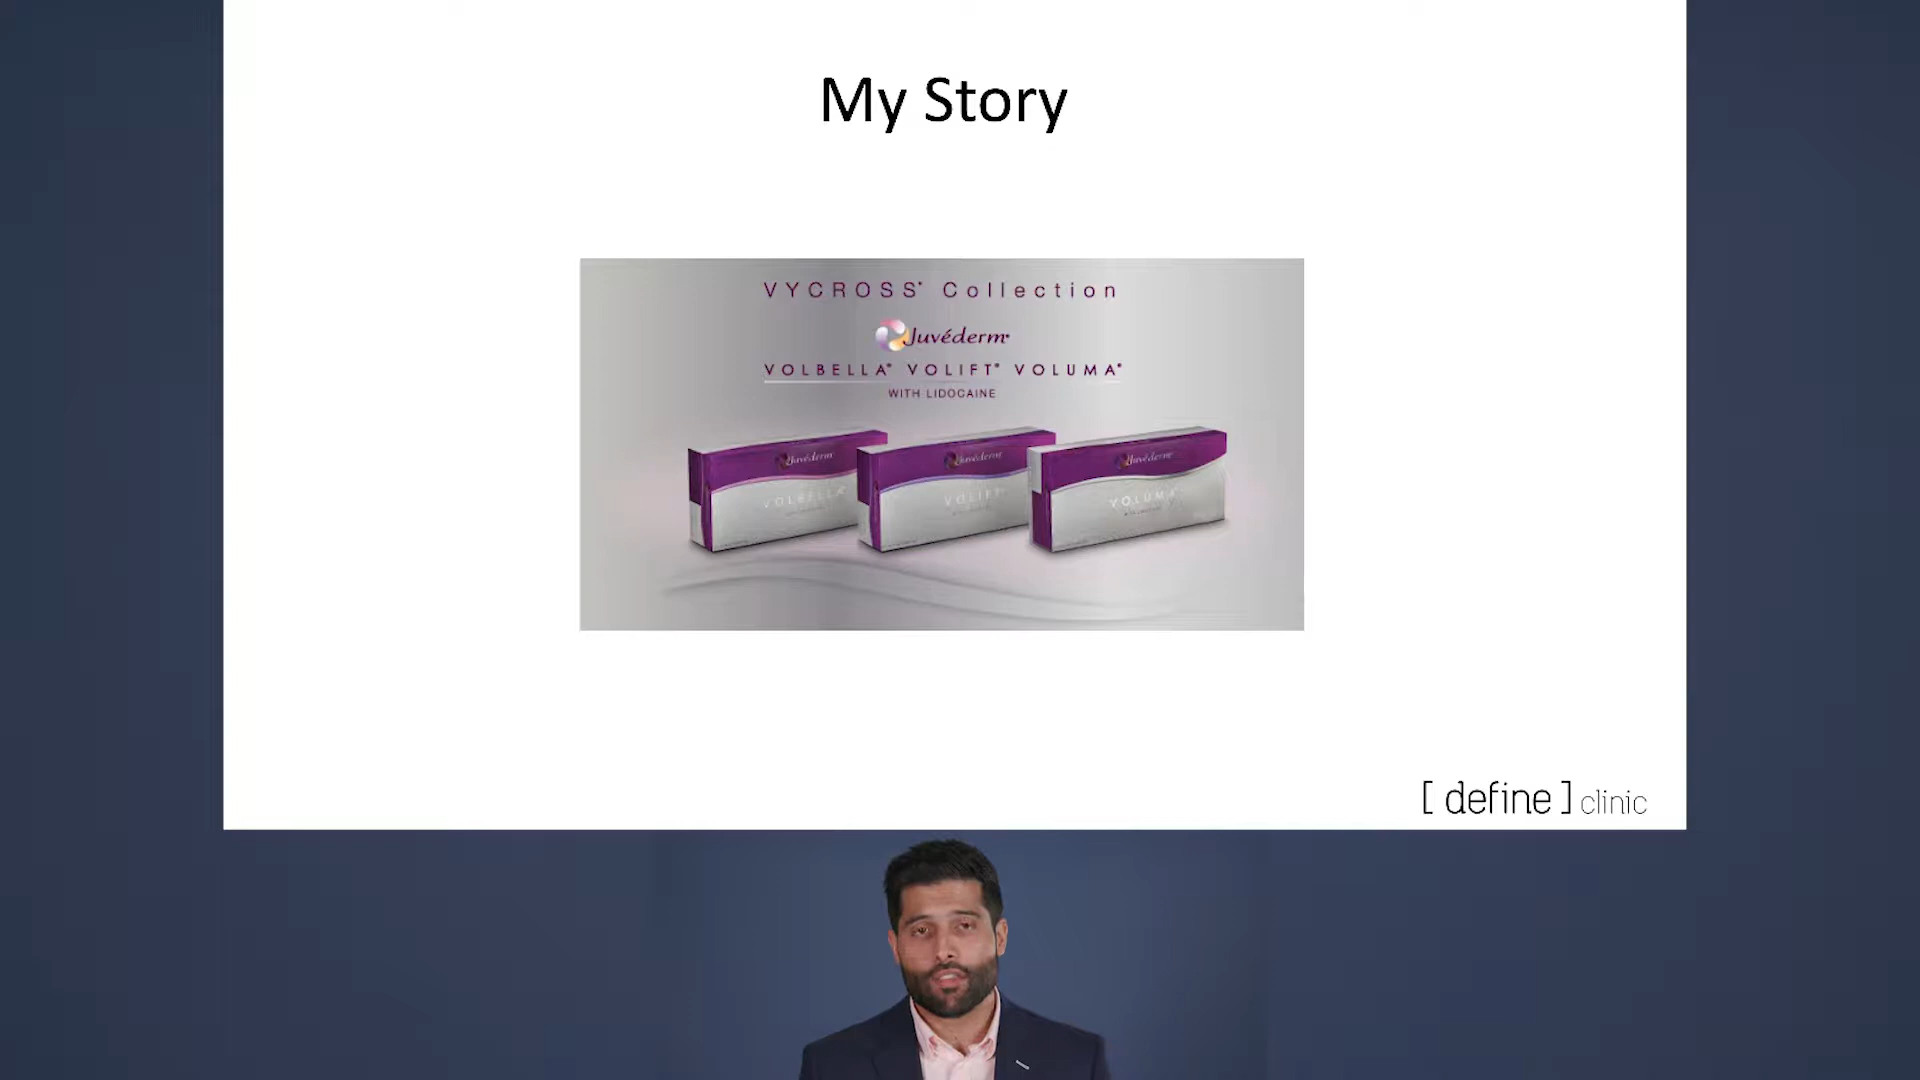 My Story
VYCROSS® Collection
Juvéderm®
VOLBELLA® VOLIFT® VOLUMA®
WITH LIDOCAINE
Juvéderm Juvéderm Juvéderm
VOLBELLA VOLIFT VOLUMA
[ define ] clinic